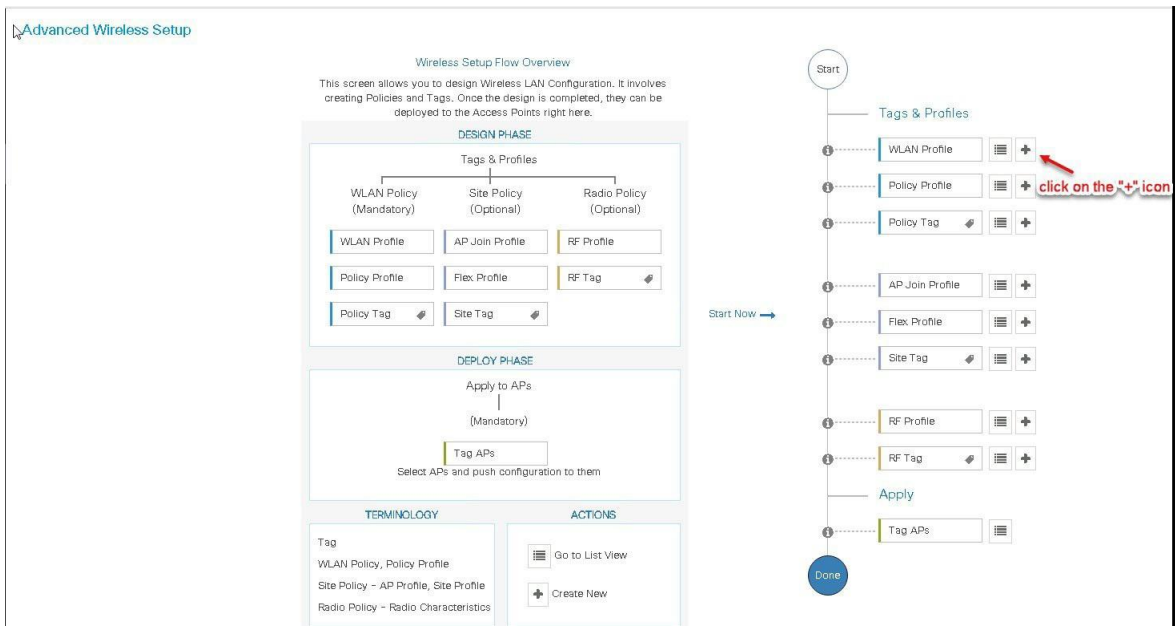 Advanced Wireless Setup
Wireless Setup Flow Overview
This screen allows you to design Wireless LAN Configuration. It involves
creating Policies and Tags. Once the design is completed, they can be
deployed to the Access Points right here.
DESIGN PHASE
Tags & Profiles
WLAN Policy
(Mandatory)
Site Policy
(Optional)
Radio Policy
(Optional)
WLAN Profile
AP Join Profile
RF Profile
Policy Profile
Flex Profile
RF Tag
Policy Tag
Site Tag
DEPLOY PHASE
Apply to APs
(Mandatory)
Tag APs
Select APs and push configuration to them
TERMINOLOGY
Tag
WLAN Policy, Policy Profile
Site Policy - AP Profile, Site Profile
Radio Policy - Radio Characteristics
ACTIONS
Go to List View
Create New
Start Now
Start
Tags & Profiles
WLAN Profile
click on the "+" icon
Policy Profile
Policy Tag
AP Join Profile
Flex Profile
Site Tag
RF Profile
RF Tag
Apply
Tag APs
Done